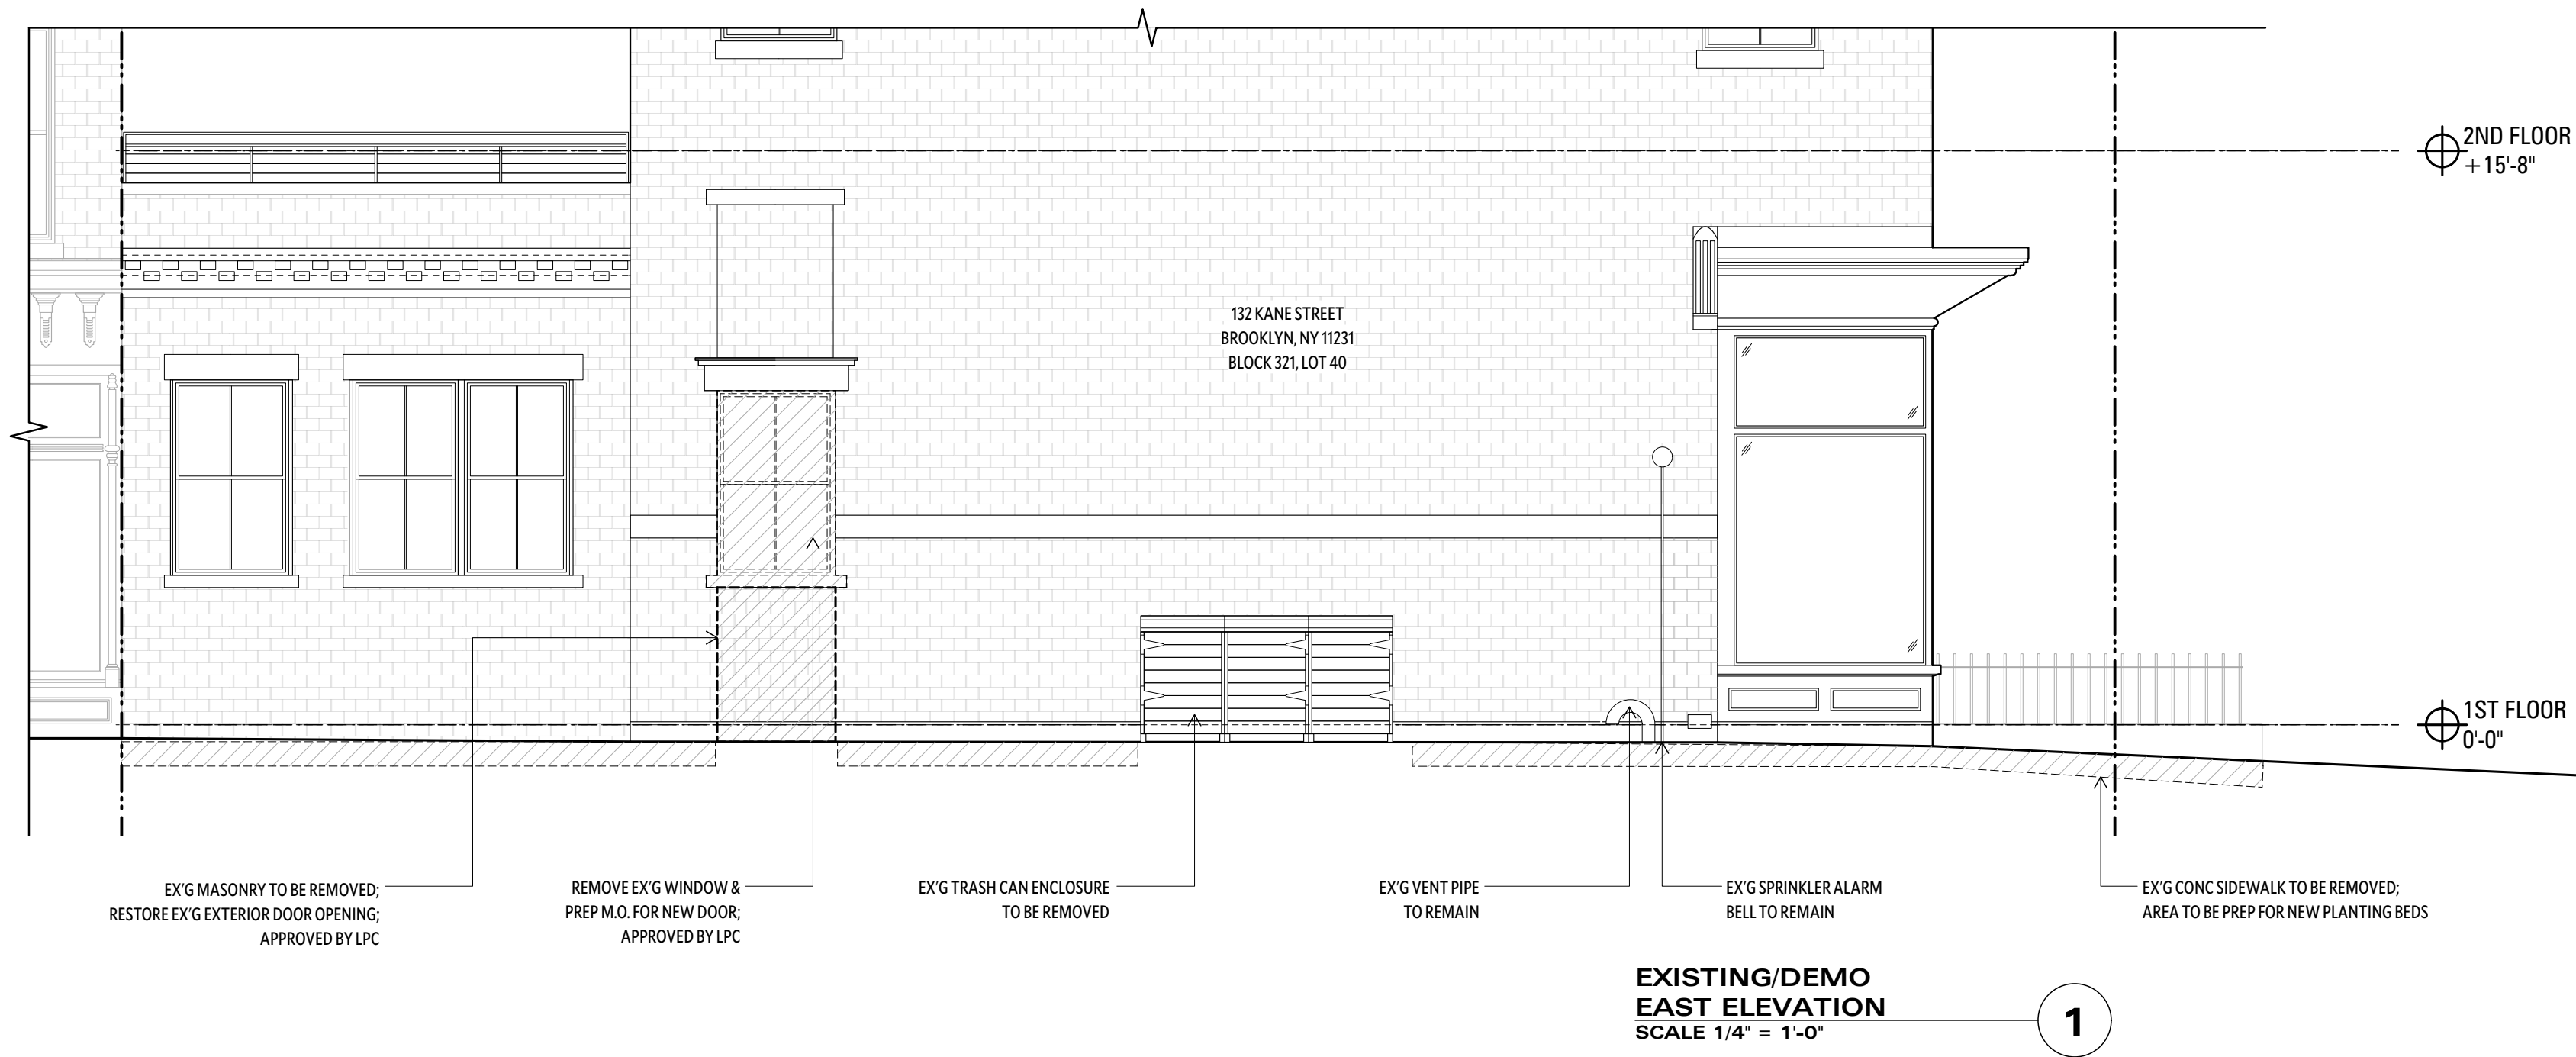 2ND FLOOR
+15'-8"
132 KANE STREET
BROOKLYN, NY 11231
BLOCK 321, LOT 40
1ST FLOOR
0'-0"
EX'G MASONRY TO BE REMOVED;
RESTORE EX'G EXTERIOR DOOR OPENING;
APPROVED BY LPC
REMOVE EX'G WINDOW &
PREP M.O. FOR NEW DOOR;
APPROVED BY LPC
EX'G TRASH CAN ENCLOSURE
TO BE REMOVED
EX'G VENT PIPE
TO REMAIN
EX'G SPRINKLER ALARM
BELL TO REMAIN
EX'G CONC SIDEWALK TO BE REMOVED;
AREA TO BE PREP FOR NEW PLANTING BEDS
EXISTING/DEMO
EAST ELEVATION
SCALE 1/4" = 1'-0"
1